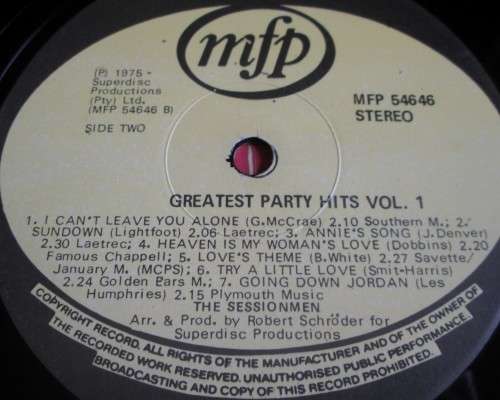 mfp
(P) 1975 -
Superdisc
Productions
(Pty) Ltd.
(MFP 54646 B)
SIDE TWO
MFP 54646
STEREO
GREATEST PARTY HITS VOL. 1
1. I CAN'T LEAVE YOU ALONE (G.McCrae) 2.10 Southern M.; 2.
SUNDOWN (Lightfoot) 2.06 Laetrec; 3. ANNIE'S SONG (J.Denver)
2.30 Laetrec; 4. HEAVEN IS MY WOMAN'S LOVE (Dobbins) 2.20
Famous Chappell; 5. LOVE'S THEME (B.White) 2.27 Savette/
January M. (MCPS); 6. TRY A LITTLE LOVE (Smit-Harris)
2.24 Golden Ears M.; 7. GOING DOWN JORDAN (Les
Humphries) 2.15 Plymouth Music
THE SESSIONMEN
Arr. & Prod. by Robert Schröder for
Superdisc Productions
COPYRIGHT RECORD. ALL RIGHTS OF THE MANUFACTURER AND OF THE OWNER OF
THE RECORDED WORK RESERVED. UNAUTHORISED PUBLIC PERFORMANCE,
BROADCASTING AND COPY OF THIS RECORD PROHIBITED.